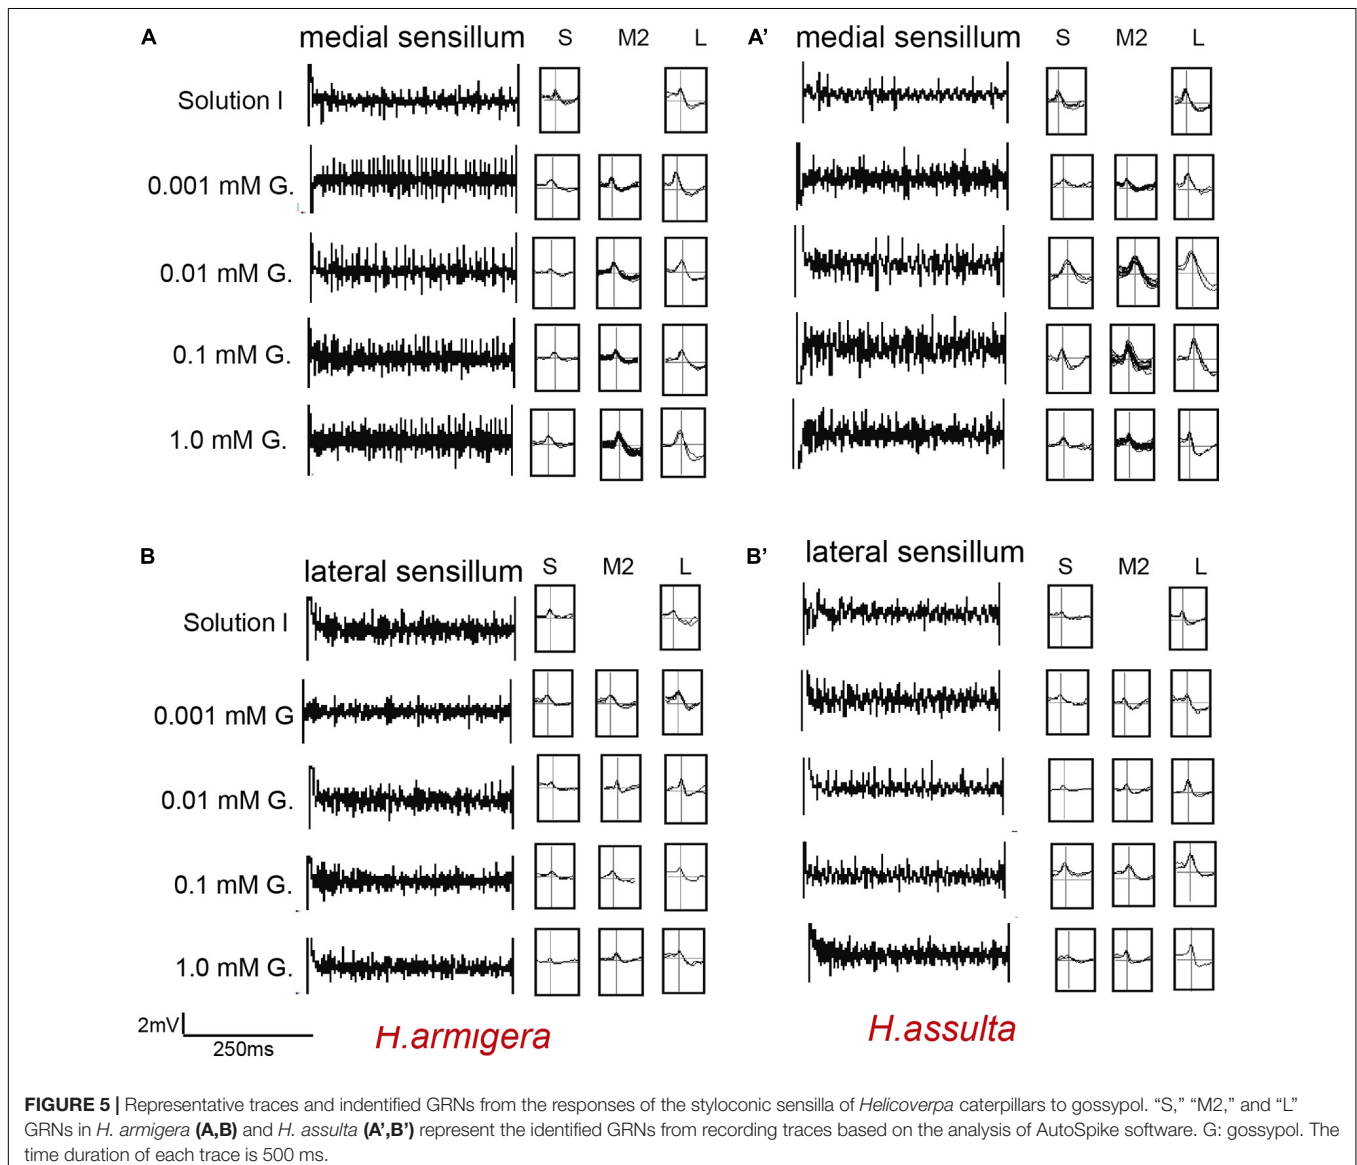 A medial sensillum S M2 L
Solution I
0.001 mM G.
0.01 mM G.
0.1 mM G.
1.0 mM G.
A’ medial sensillum S M2 L
B lateral sensillum S M2 L
Solution I
0.001 mM G
0.01 mM G.
0.1 mM G.
1.0 mM G.
B’ lateral sensillum S M2 L
2mV
250ms
H.armigera
H.assulta
FIGURE 5 | Representative traces and indentified GRNs from the responses of the styloconic sensilla of Helicoverpa caterpillars to gossypol. “S,” “M2,” and “L”
GRNs in H. armigera (A,B) and H. assulta (A’,B’) represent the identified GRNs from recording traces based on the analysis of AutoSpike software. G: gossypol. The
time duration of each trace is 500 ms.